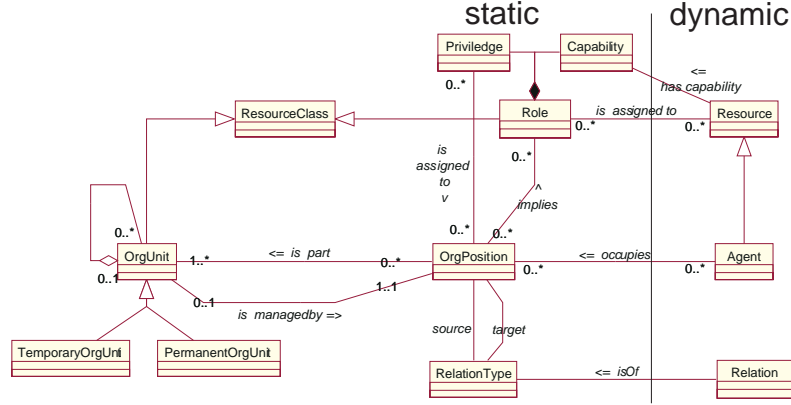 static dynamic
Priviledge Capability
<=
has capability
0..*
ResourceClass Role is assigned to Resource
0..* 0..*
0..*
is
assigned
to
v
^
implies
0..* 0..* 0..*
OrgUnit 1..* <= is part 0..* OrgPosition <= occupies Agent
0..1 0..* 0..*
0..1 1..1
is managedby =>
source target
TemporaryOrgUnit PermanentOrgUnit
RelationType <= isOf Relation